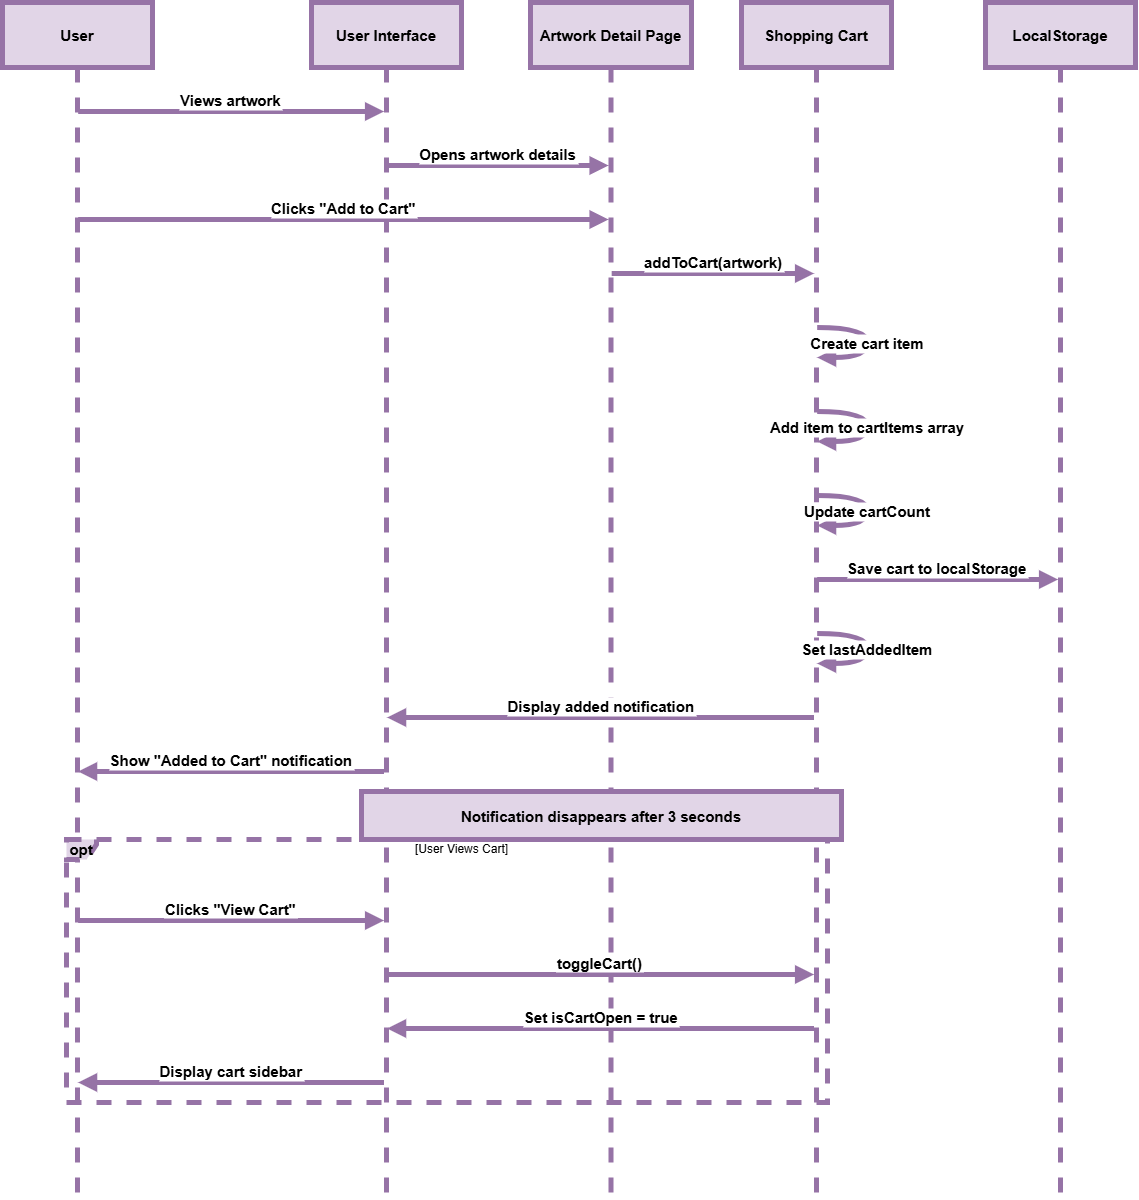 User
User Interface
Artwork Detail Page
Shopping Cart
LocalStorage
Views artwork
Opens artwork details
Clicks "Add to Cart"
addToCart(artwork)
Create cart item
Add item to cartItems array
Update cartCount
Save cart to localStorage
Set lastAddedItem
Display added notification
Show "Added to Cart" notification
Notification disappears after 3 seconds
opt
[User Views Cart]
Clicks "View Cart"
toggleCart()
Set isCartOpen = true
Display cart sidebar